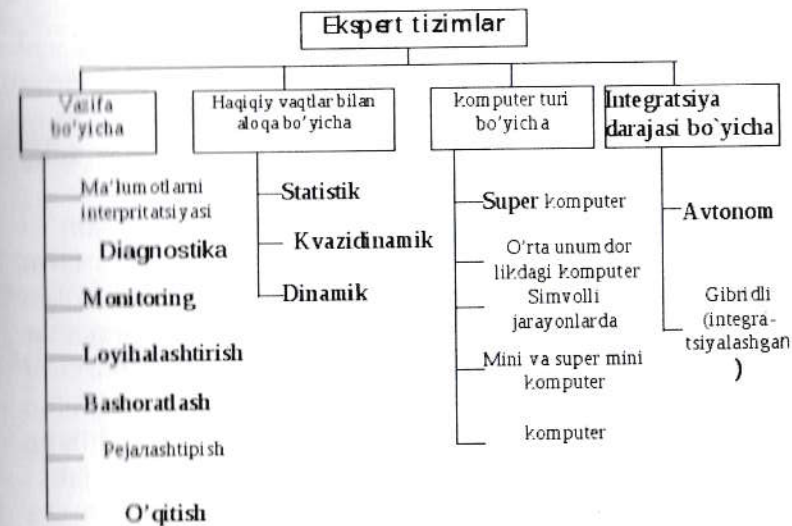 Ekspert tizimlar
Vazifa
bo'yicha
Haqiqiy vaqtlar bilan
aloqa bo'yicha
komputer turi
bo'yicha
Integratsiya
darajasi bo`yicha
Ma'lumotlarni
interpritatsiyasi
Diagnostika
Monitoring
Loyihalashtirish
Bashoratlash
Pejaлashtipish
O'qitish
Statistik
Kvazidinamik
Dinamik
Super komputer
O'rta unumdor
likdagi komputer
Simvolli
jarayonlarda
Mini va super mini
komputer
komputer
Avtonom
Gibridli
(integra-
tsiyalashgan
)